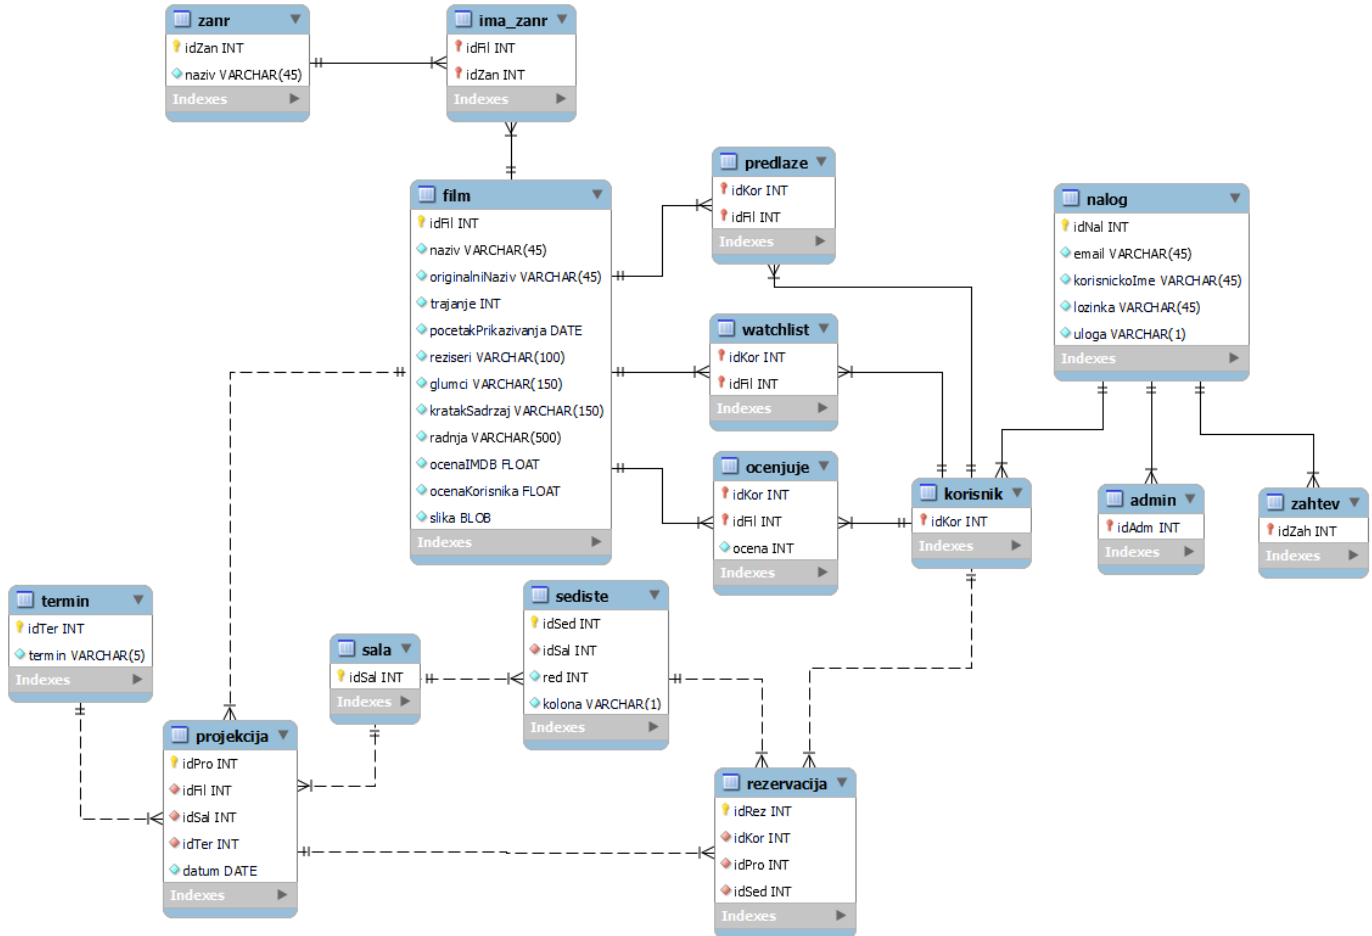 zanr
idZan INT
naziv VARCHAR(45)
Indexes
ima_zanr
idFil INT
idZan INT
Indexes
film
idFil INT
naziv VARCHAR(45)
originalniNaziv VARCHAR(45)
trajanje INT
pocetakPrikazivanja DATE
reziseri VARCHAR(100)
glumci VARCHAR(150)
kratakSadrzaj VARCHAR(150)
radnja VARCHAR(500)
ocenaIMDB FLOAT
ocenaKorisnika FLOAT
slika BLOB
Indexes
predlaze
idKor INT
idFil INT
Indexes
nalog
idNal INT
email VARCHAR(45)
korisnickoIme VARCHAR(45)
lozinka VARCHAR(45)
uloga VARCHAR(1)
Indexes
watchlist
idKor INT
idFil INT
Indexes
ocenjuje
idKor INT
idFil INT
ocena INT
Indexes
korisnik
idKor INT
Indexes
admin
idAdm INT
Indexes
zahtev
idZah INT
Indexes
termin
idTer INT
termin VARCHAR(5)
Indexes
sala
idSal INT
Indexes
sediste
idSed INT
idSal INT
red INT
kolona VARCHAR(1)
Indexes
projekcija
idPro INT
idFil INT
idSal INT
idTer INT
datum DATE
Indexes
rezervacija
idRez INT
idKor INT
idPro INT
idSed INT
Indexes